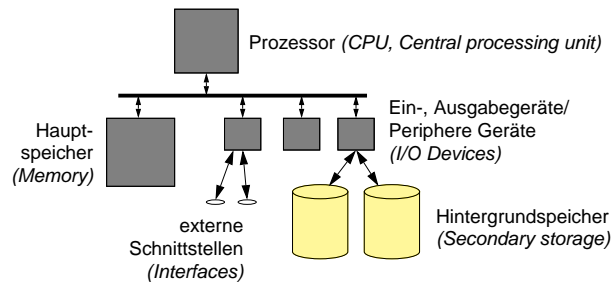 Prozessor (CPU, Central processing unit)
Haupt-
speicher
(Memory)
Ein-, Ausgabegeräte/
Periphere Geräte
(I/O Devices)
externe
Schnittstellen
(Interfaces)
Hintergrundspeicher
(Secondary storage)